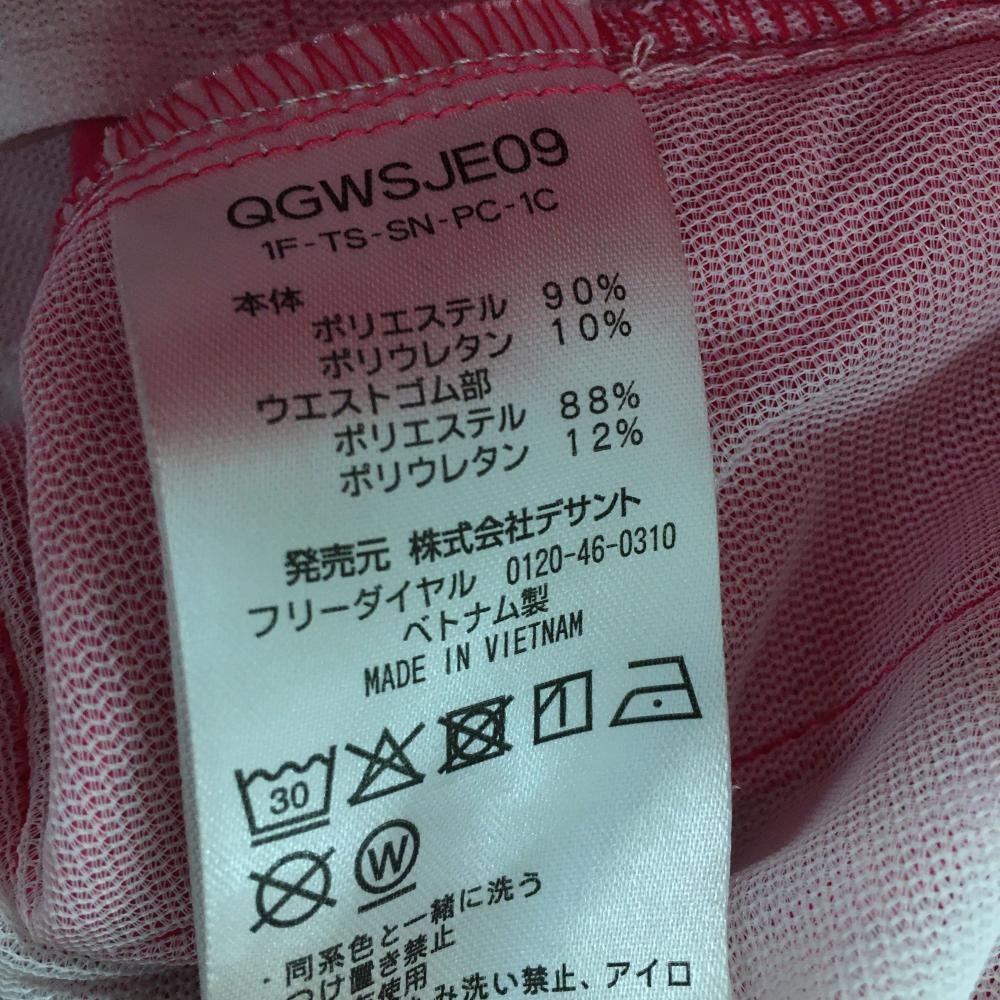 QGWSJE09
1F-TS-SN-PC-1C
本体
ポリエステル 90%
ポリウレタン 10%
ウエストゴム部
ポリエステル 88%
ポリウレタン 12%
発売元 株式会社デサント
フリーダイヤル 0120-46-0310
ベトナム製
MADE IN VIETNAM
30
W
・同系色と一緒に洗う
つけ置き禁止
使用
み洗い禁止、アイロ